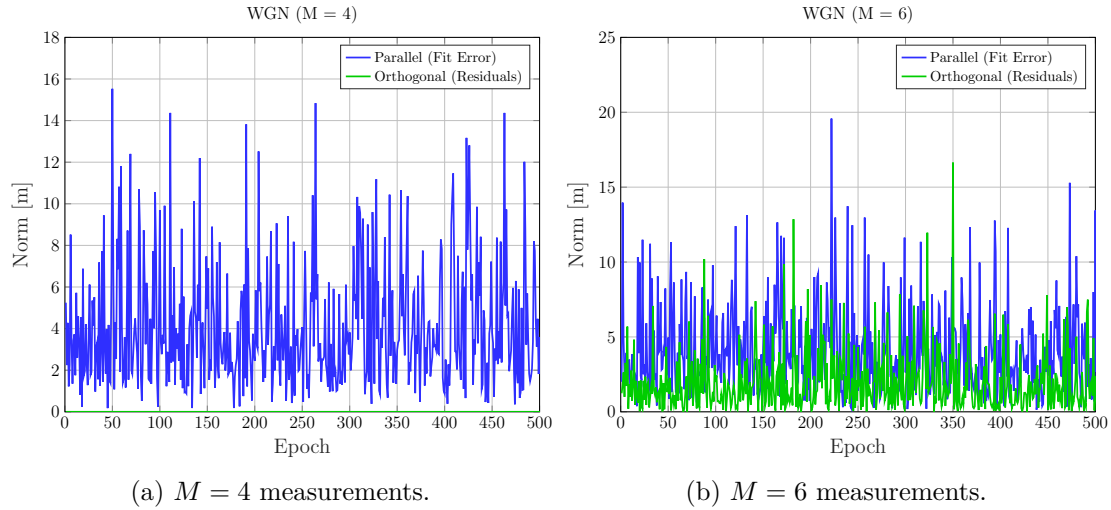 WGN (M = 4)
18
16
14
12
10
8
6
4
2
0
0 50 100 150 200 250 300 350 400 450 500
Norm [m]
Epoch
Parallel (Fit Error)
Orthogonal (Residuals)
(a) M = 4 measurements.
WGN (M = 6)
25
20
15
10
5
0
0 50 100 150 200 250 300 350 400 450 500
Norm [m]
Epoch
Parallel (Fit Error)
Orthogonal (Residuals)
(b) M = 6 measurements.